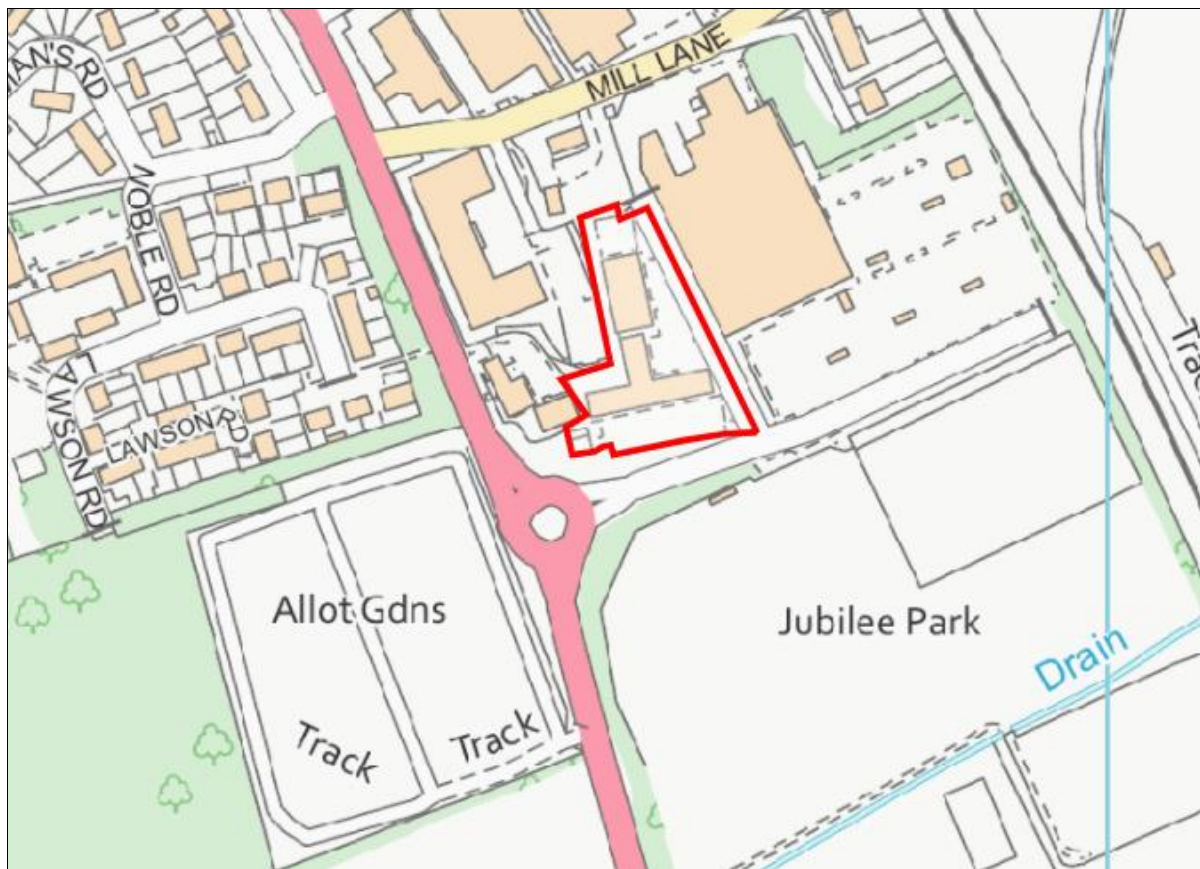 MILL LANE
NOBLE RD
LAWSON RD
LAWSON RD
Allot Gdns
Jubilee Park
Drain
Track
Track